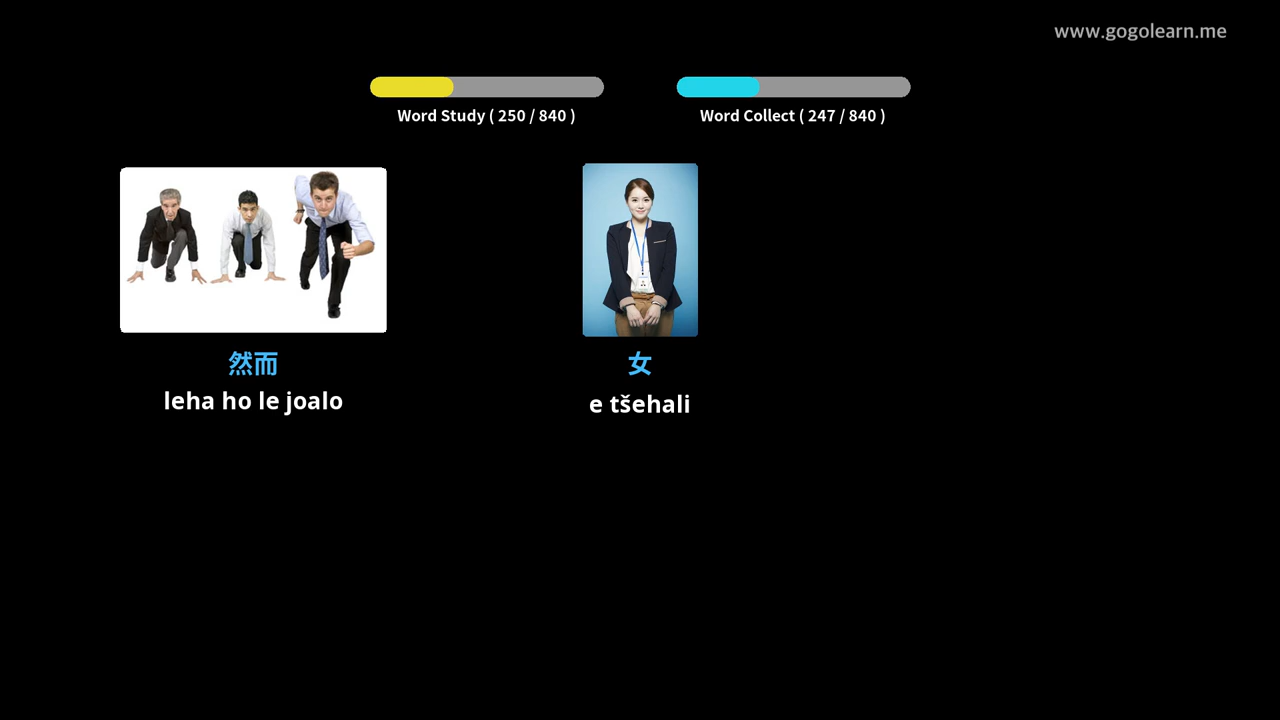 www.gogolearn.me
Word Study ( 250 / 840 )
Word Collect ( 247 / 840 )
然而
leha ho le joalo
女
e tšehali